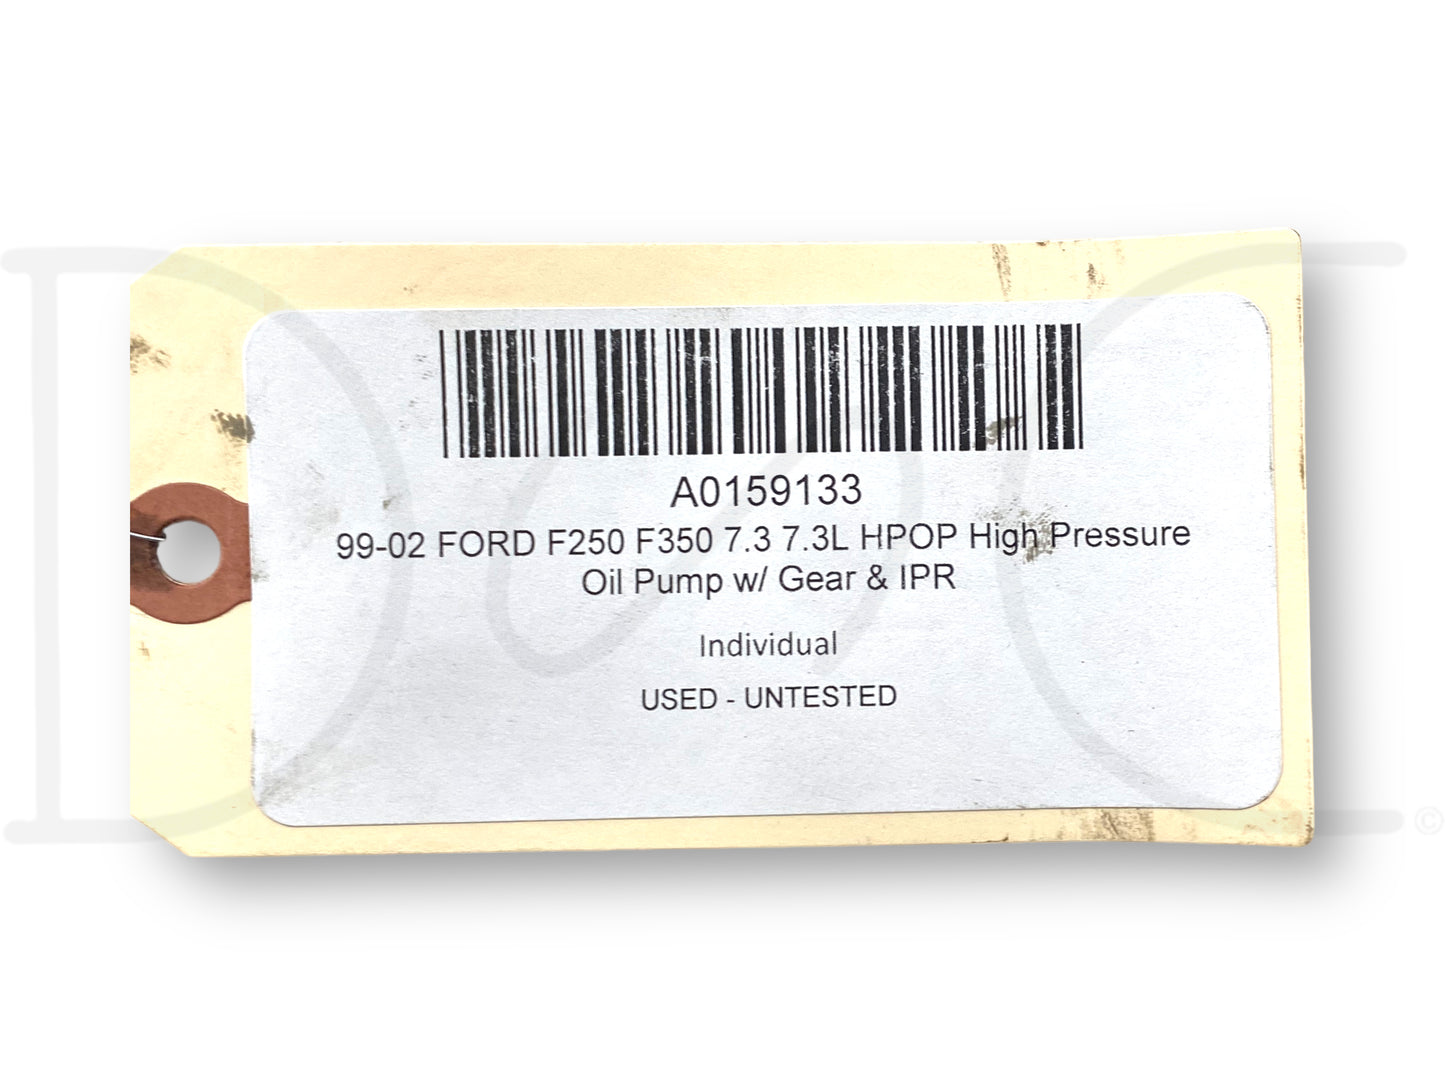 A0159133
99-02 FORD F250 F350 7.3 7.3L HPOP High Pressure
Oil Pump w/ Gear & IPR
Individual
USED - UNTESTED
©